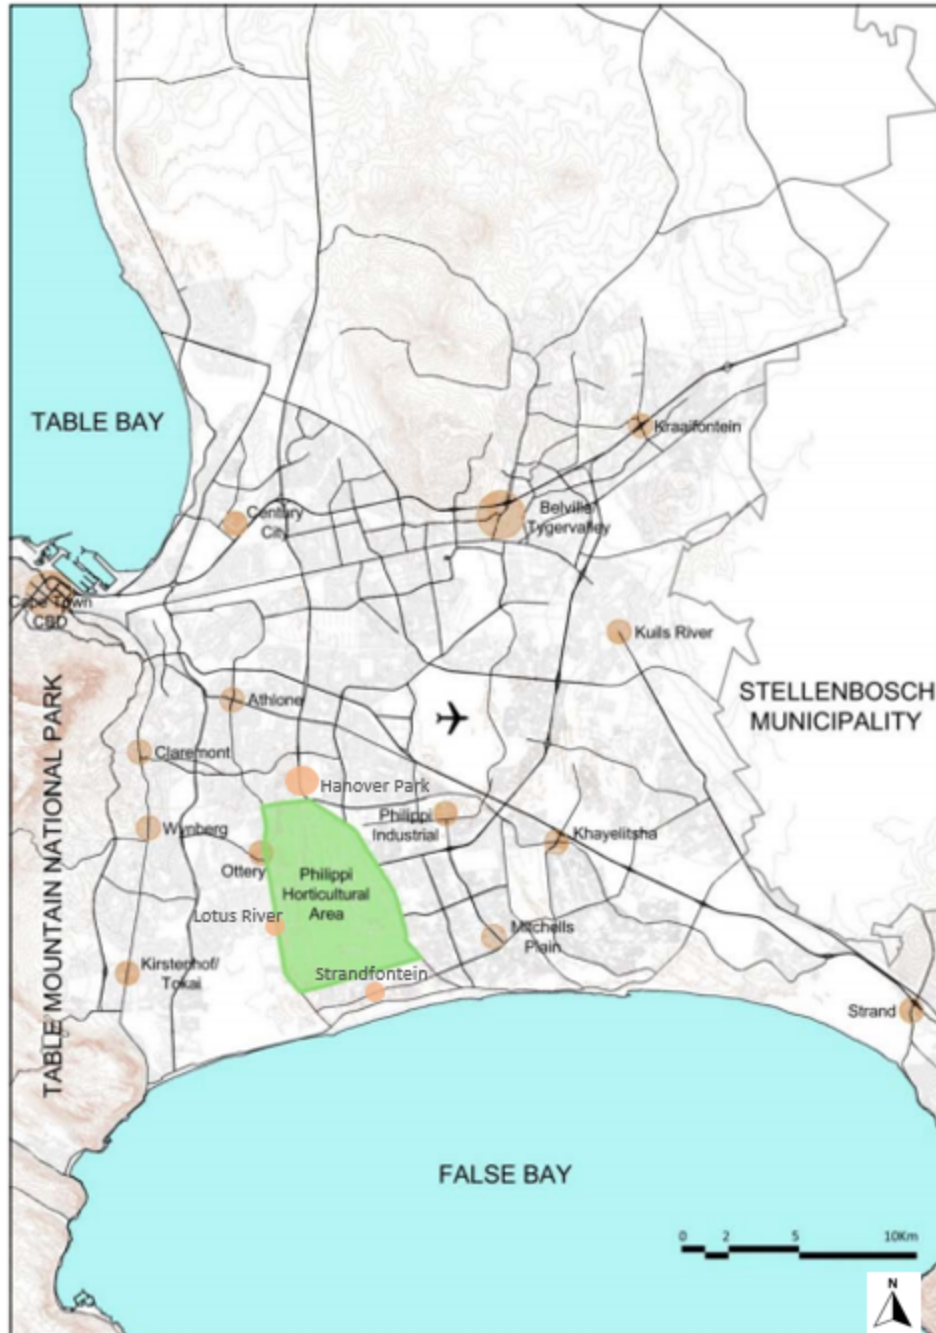 TABLE BAY
Kraaifontein
Century
City
Belville
Tygervalley
Cape Town
CBD
Kuils River
STELLENBOSCH
MUNICIPALITY
TABLE MOUNTAIN NATIONAL PARK
Athlone
Claremont
Hanover Park
Philippi
Industrial
Wynberg
Khayelitsha
Ottery
Philippi
Horticultural
Area
Lotus River
Mitchells
Plain
Kirstenhof/
Tokai
Strandfontein
Strand
FALSE BAY
0 2 5 10Km
N